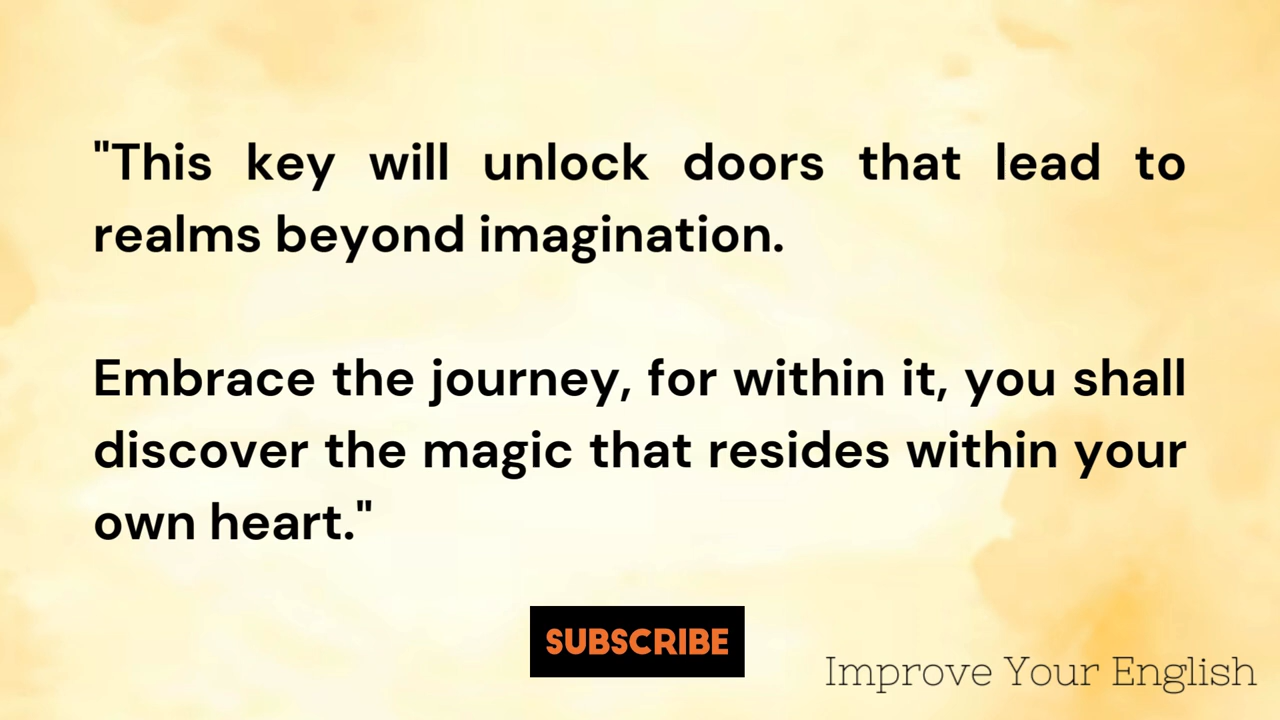 "This key will unlock doors that lead to
realms beyond imagination.
Embrace the journey, for within it, you shall
discover the magic that resides within your
own heart."
SUBSCRIBE
Improve Your English